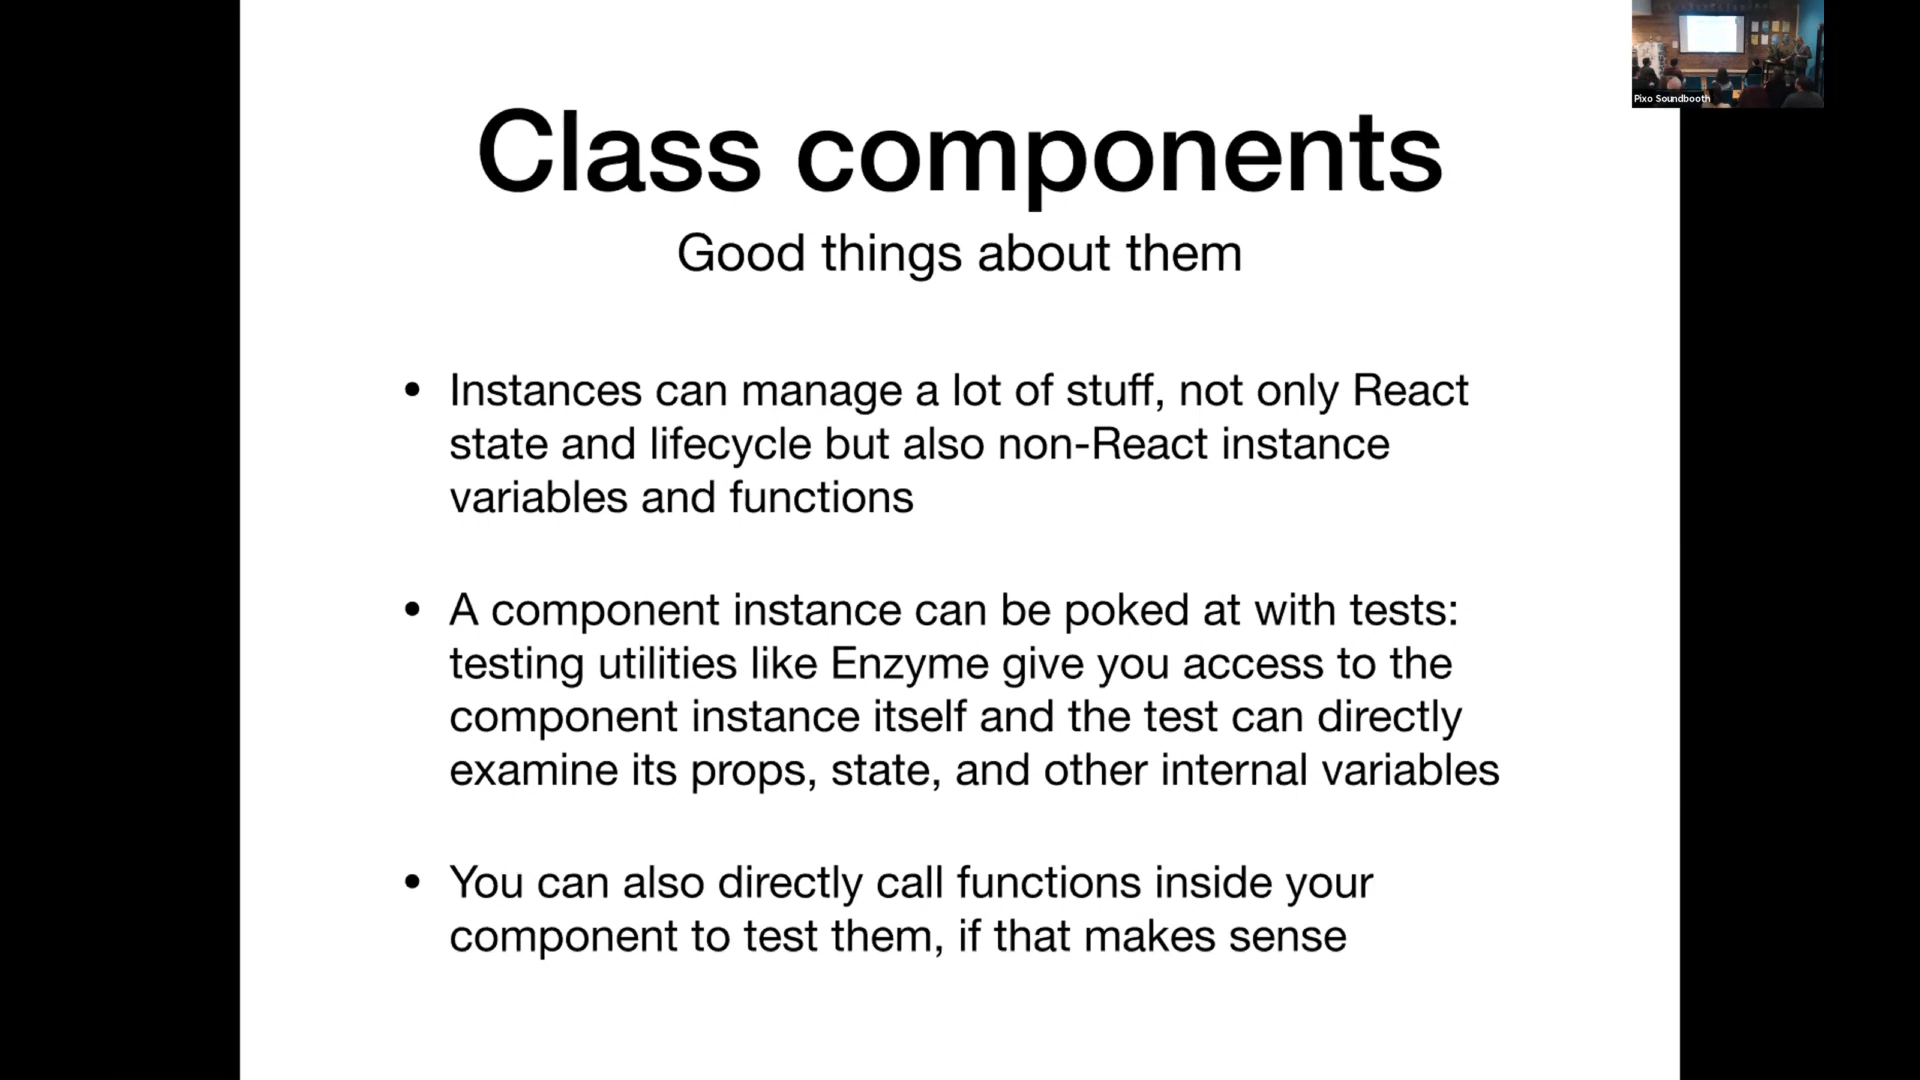 Class components
Good things about them
• Instances can manage a lot of stuff, not only React
state and lifecycle but also non-React instance
variables and functions
• A component instance can be poked at with tests:
testing utilities like Enzyme give you access to the
component instance itself and the test can directly
examine its props, state, and other internal variables
• You can also directly call functions inside your
component to test them, if that makes sense
Pixo Soundbooth